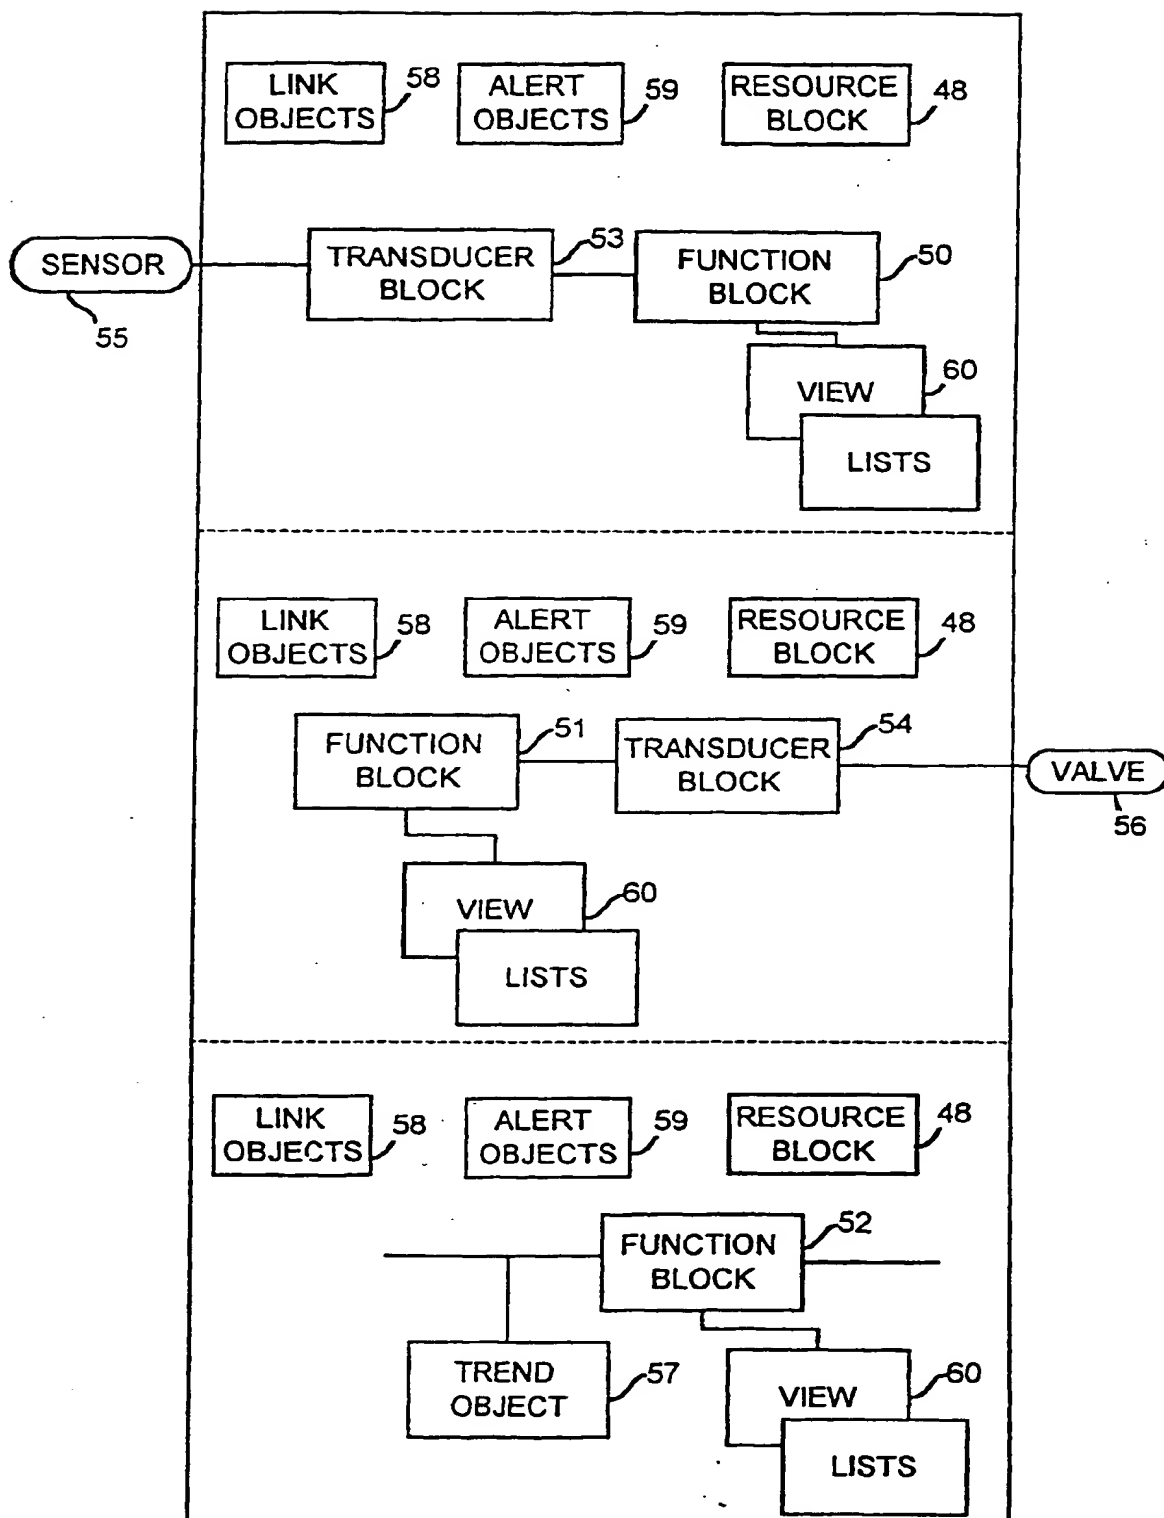 LINK
OBJECTS
58
ALERT
OBJECTS
59
RESOURCE
BLOCK
48
SENSOR
55
TRANSDUCER
BLOCK
53
FUNCTION
BLOCK
50
VIEW
60
LISTS
LINK
OBJECTS
58
ALERT
OBJECTS
59
RESOURCE
BLOCK
48
FUNCTION
BLOCK
51
TRANSDUCER
BLOCK
54
VALVE
56
VIEW
60
LISTS
LINK
OBJECTS
58
ALERT
OBJECTS
59
RESOURCE
BLOCK
48
FUNCTION
BLOCK
52
TREND
OBJECT
57
VIEW
60
LISTS